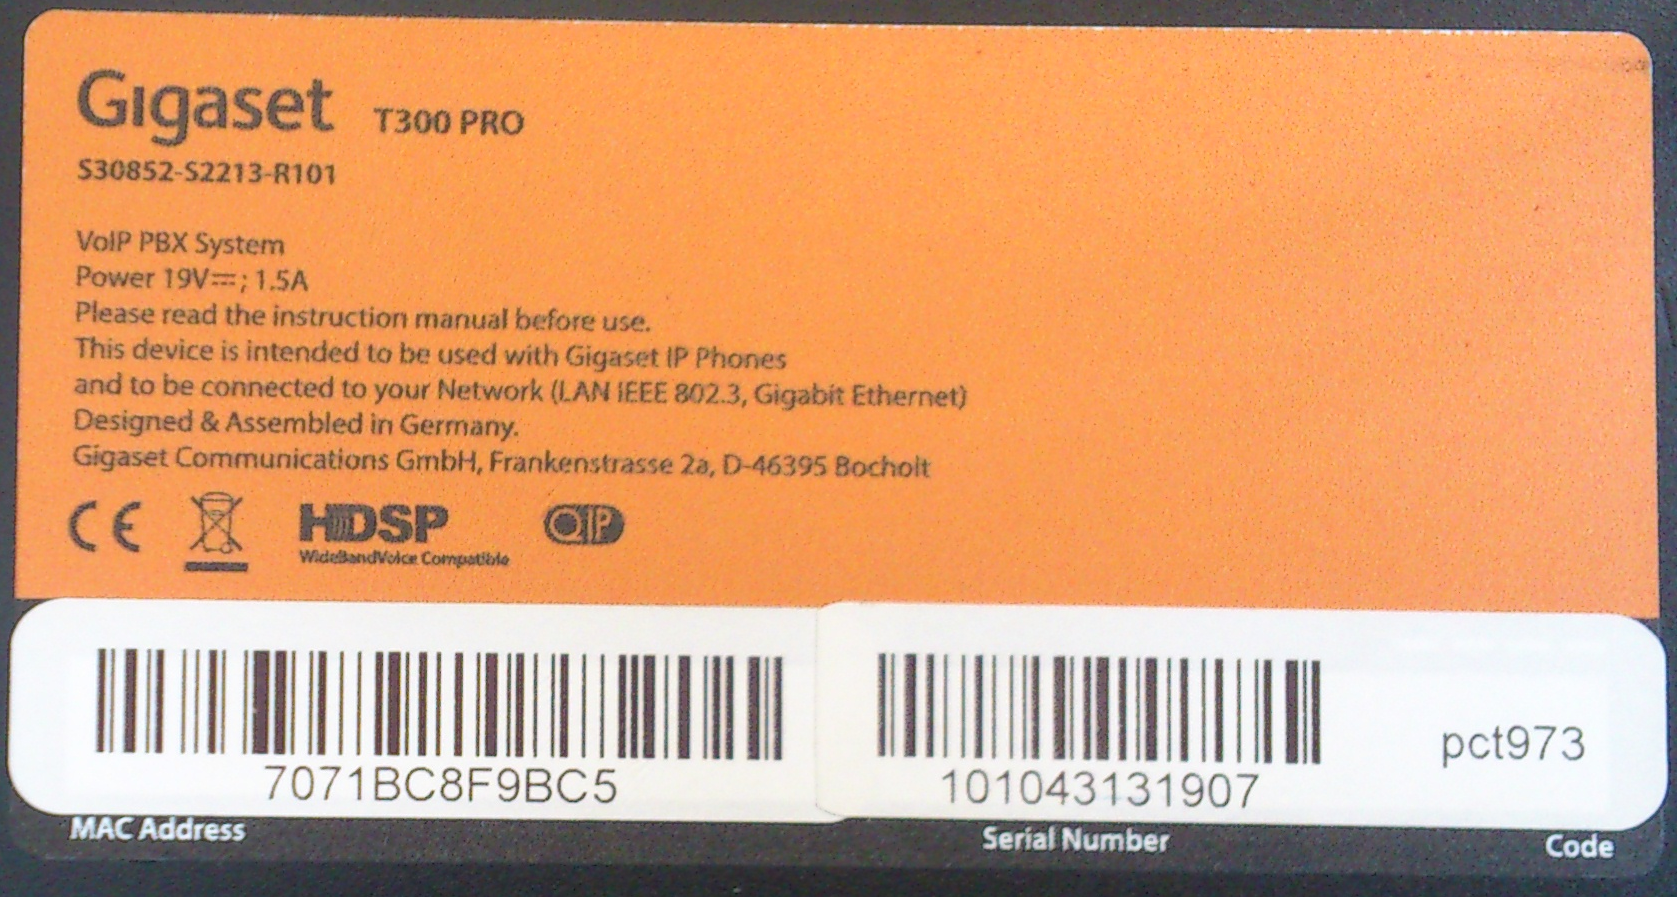 Gigaset T300 PRO
S30852-S2213-R101
VoIP PBX System
Power 19V⎓; 1.5A
Please read the instruction manual before use.
This device is intended to be used with Gigaset IP Phones
and to be connected to your Network (LAN IEEE 802.3, Gigabit Ethernet)
Designed & Assembled in Germany.
Gigaset Communications GmbH, Frankenstrasse 2a, D-46395 Bocholt
CE HDSP QIP
WideBandVoice Compatible
7071BC8F9BC5 101043131907 pct973
MAC Address Serial Number Code